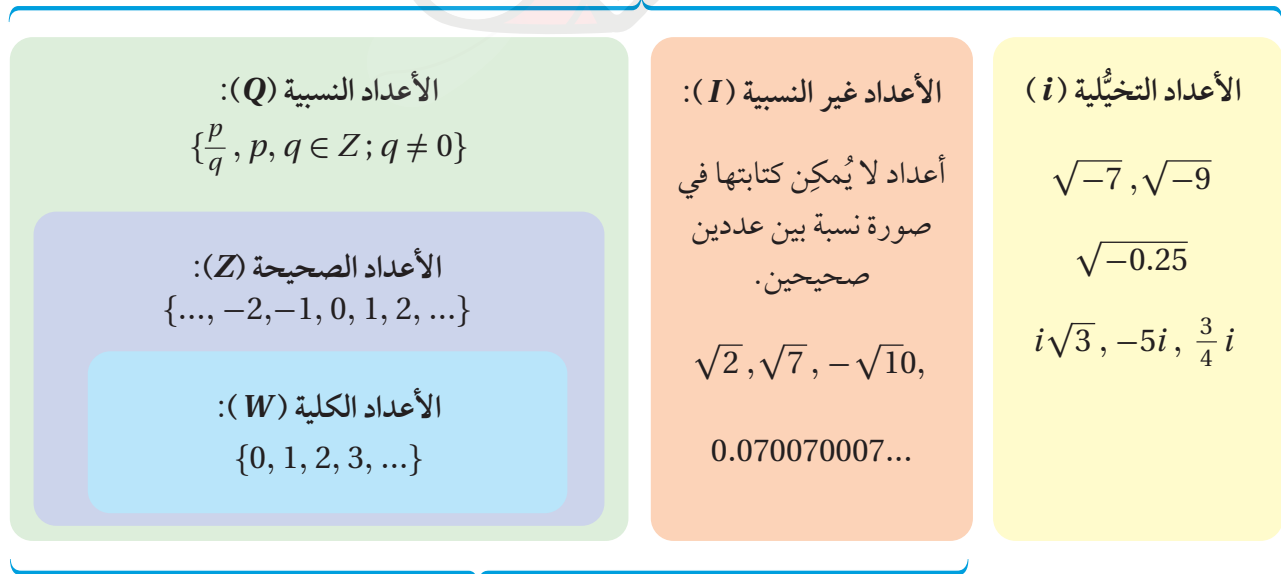 الأعداد التخيُّلية (i)
√−7 , √−9
√−0.25
i√3 , −5i , 3/4 i
الأعداد غير النسبية (I):
أعداد لا يُمكِن كتابتها في
صورة نسبة بين عددين
صحيحين.
√2 , √7 , −√10,
0.070070007...
الأعداد النسبية (Q):
{p/q , p, q ∈ Z ; q ≠ 0}
الأعداد الصحيحة (Z):
{..., −2,−1, 0, 1, 2, ...}
الأعداد الكلية (W):
{0, 1, 2, 3, ...}